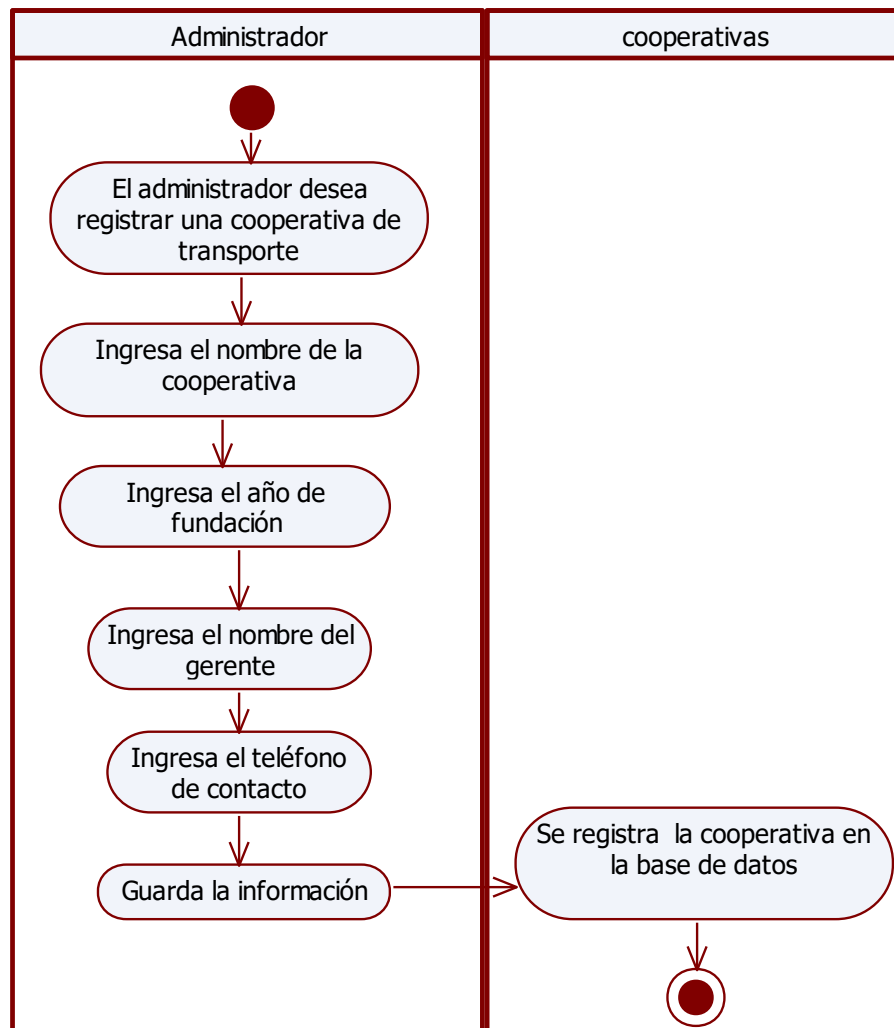 Administrador
cooperativas
El administrador desea
registrar una cooperativa de
transporte
Ingresa el nombre de la
cooperativa
Ingresa el año de
fundación
Ingresa el nombre del
gerente
Ingresa el teléfono
de contacto
Guarda la información
Se registra  la cooperativa en
la base de datos